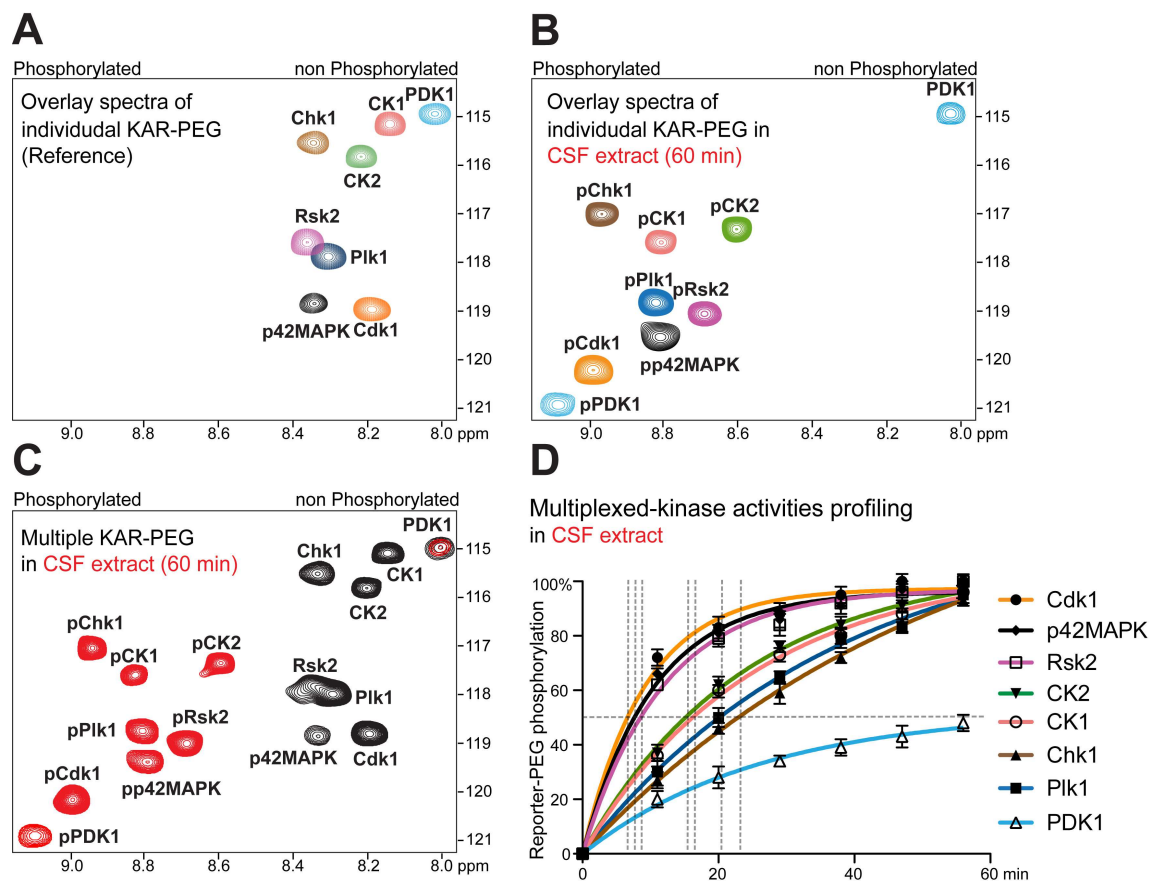 A
Phosphorylated
non Phosphorylated
Overlay spectra of
individudal KAR-PEG
(Reference)
Chk1
CK1
PDK1
CK2
Rsk2
Plk1
p42MAPK
Cdk1
115
116
117
118
119
120
121
9.0
8.8
8.6
8.4
8.2
8.0 ppm
B
Phosphorylated
non Phosphorylated
Overlay spectra of
individudal KAR-PEG in
CSF extract (60 min)
PDK1
pChk1
pCK1
pCK2
pPlk1
pRsk2
pp42MAPK
pCdk1
pPDK1
115
116
117
118
119
120
121
9.0
8.8
8.6
8.4
8.2
8.0 ppm
C
Phosphorylated
non Phosphorylated
Multiple KAR-PEG
in CSF extract (60 min)
PDK1
Chk1
CK1
CK2
pChk1
pCK1
pCK2
Rsk2
Plk1
pPlk1
pRsk2
p42MAPK
Cdk1
pp42MAPK
pCdk1
pPDK1
115
116
117
118
119
120
121
9.0
8.8
8.6
8.4
8.2
8.0 ppm
D
Multiplexed-kinase activities profiling
in CSF extract
Reporter-PEG phosphorylation
100%
80
60
40
20
0
0
20
40
60 min
Cdk1
p42MAPK
Rsk2
CK2
CK1
Chk1
Plk1
PDK1